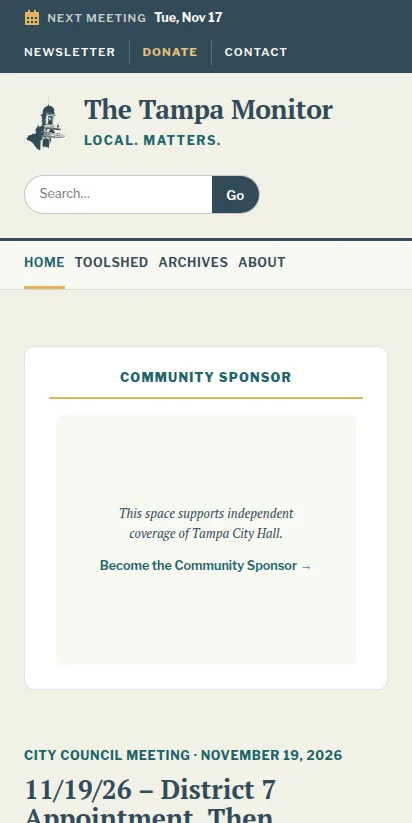 NEXT MEETING Tue, Nov 17
NEWSLETTER DONATE CONTACT
The Tampa Monitor
LOCAL. MATTERS.
Search... Go
HOME TOOLSHED ARCHIVES ABOUT
COMMUNITY SPONSOR
This space supports independent
coverage of Tampa City Hall.
Become the Community Sponsor →
CITY COUNCIL MEETING · NOVEMBER 19, 2026
11/19/26 – District 7
Appointment, Then